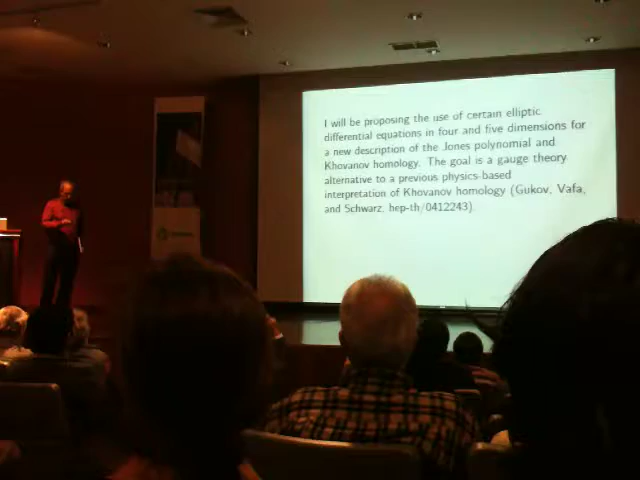 I will be proposing the use of certain elliptic
differential equations in four and five dimensions for
a new description of the Jones polynomial and
Khovanov homology. The goal is a gauge theory
alternative to a previous physics-based
interpretation of Khovanov homology (Gukov, Vafa,
and Schwarz, hep-th/0412243).